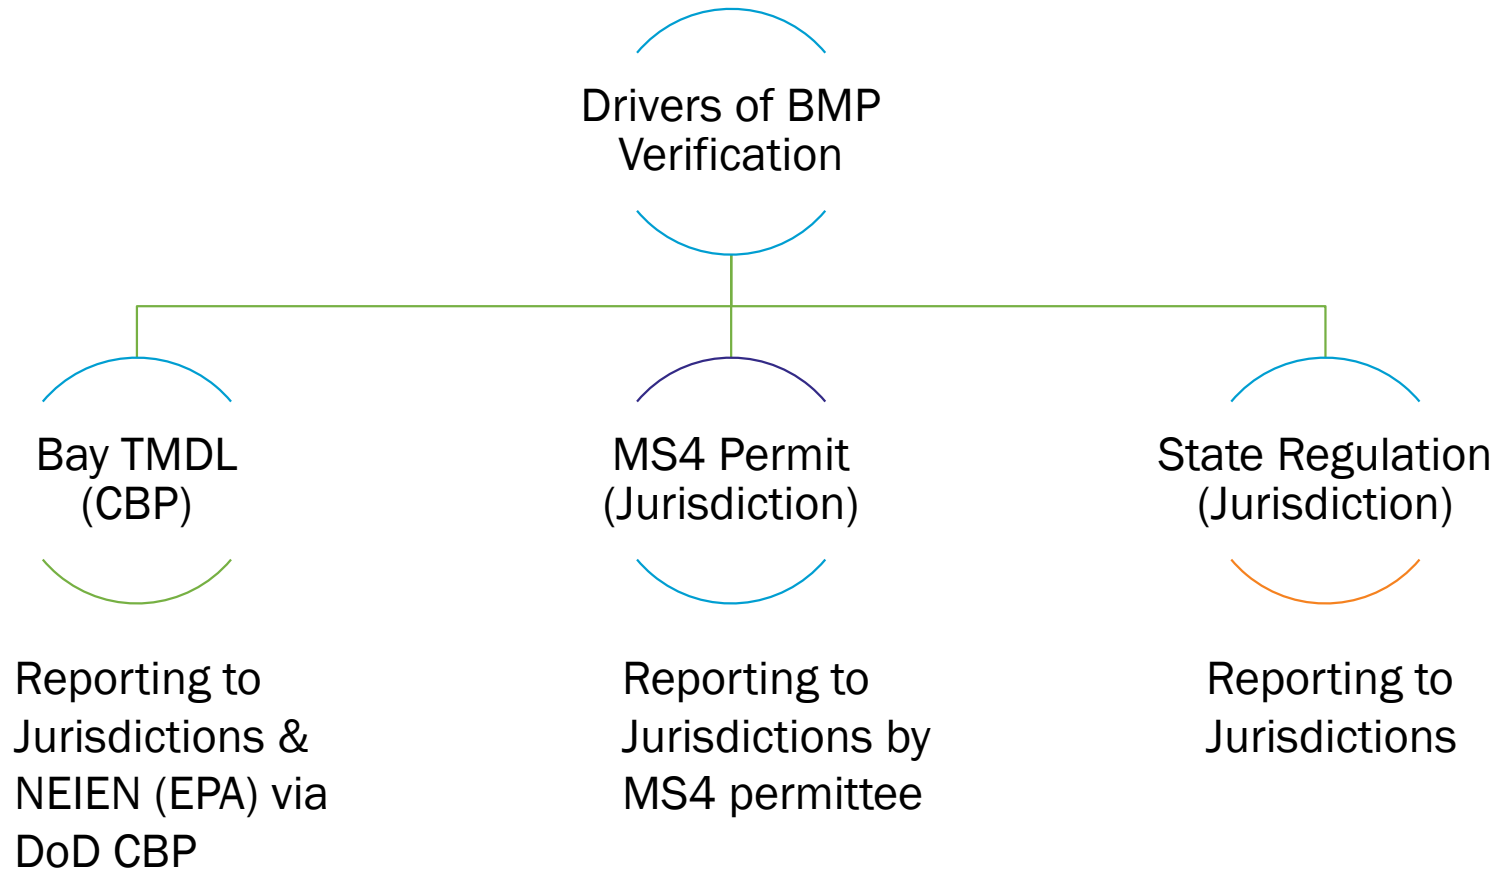 Drivers of BMP
Verification
Bay TMDL
(CBP)
MS4 Permit
(Jurisdiction)
State Regulation
(Jurisdiction)
Reporting to
Jurisdictions &
NEIEN (EPA) via
DoD CBP
Reporting to
Jurisdictions by
MS4 permittee
Reporting to
Jurisdictions